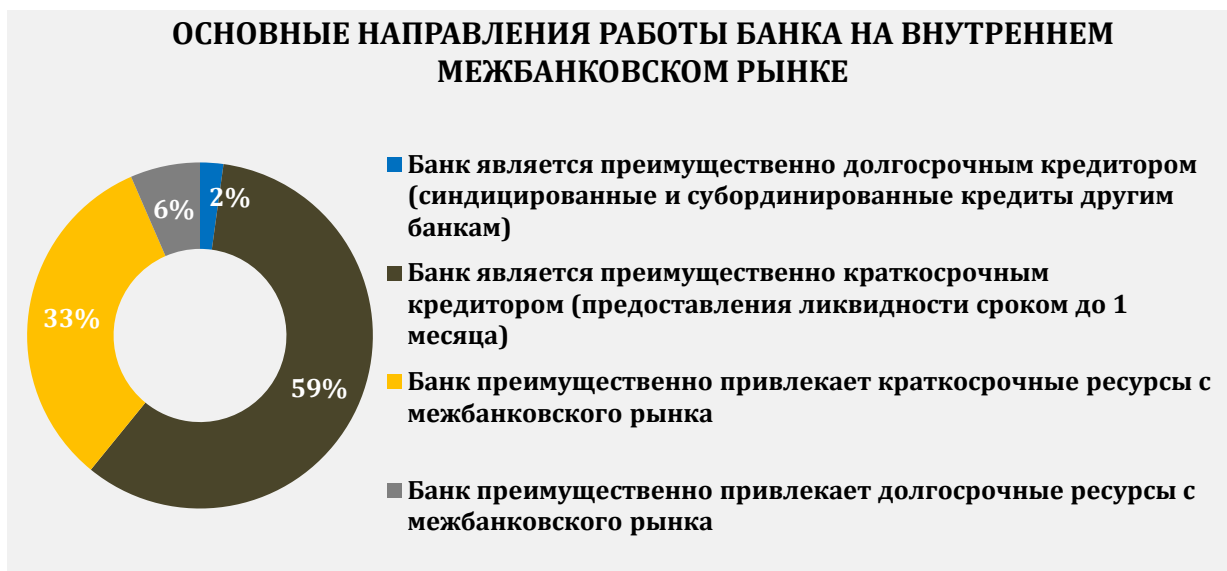 ОСНОВНЫЕ НАПРАВЛЕНИЯ РАБОТЫ БАНКА НА ВНУТРЕННЕМ
МЕЖБАНКОВСКОМ РЫНКЕ
2%
6%
33%
59%
Банк является преимущественно долгосрочным кредитором
(синдицированные и субординированные кредиты другим
банкам)
Банк является преимущественно краткосрочным
кредитором (предоставления ликвидности сроком до 1
месяца)
Банк преимущественно привлекает краткосрочные ресурсы с
межбанковского рынка
Банк преимущественно привлекает долгосрочные ресурсы с
межбанковского рынка